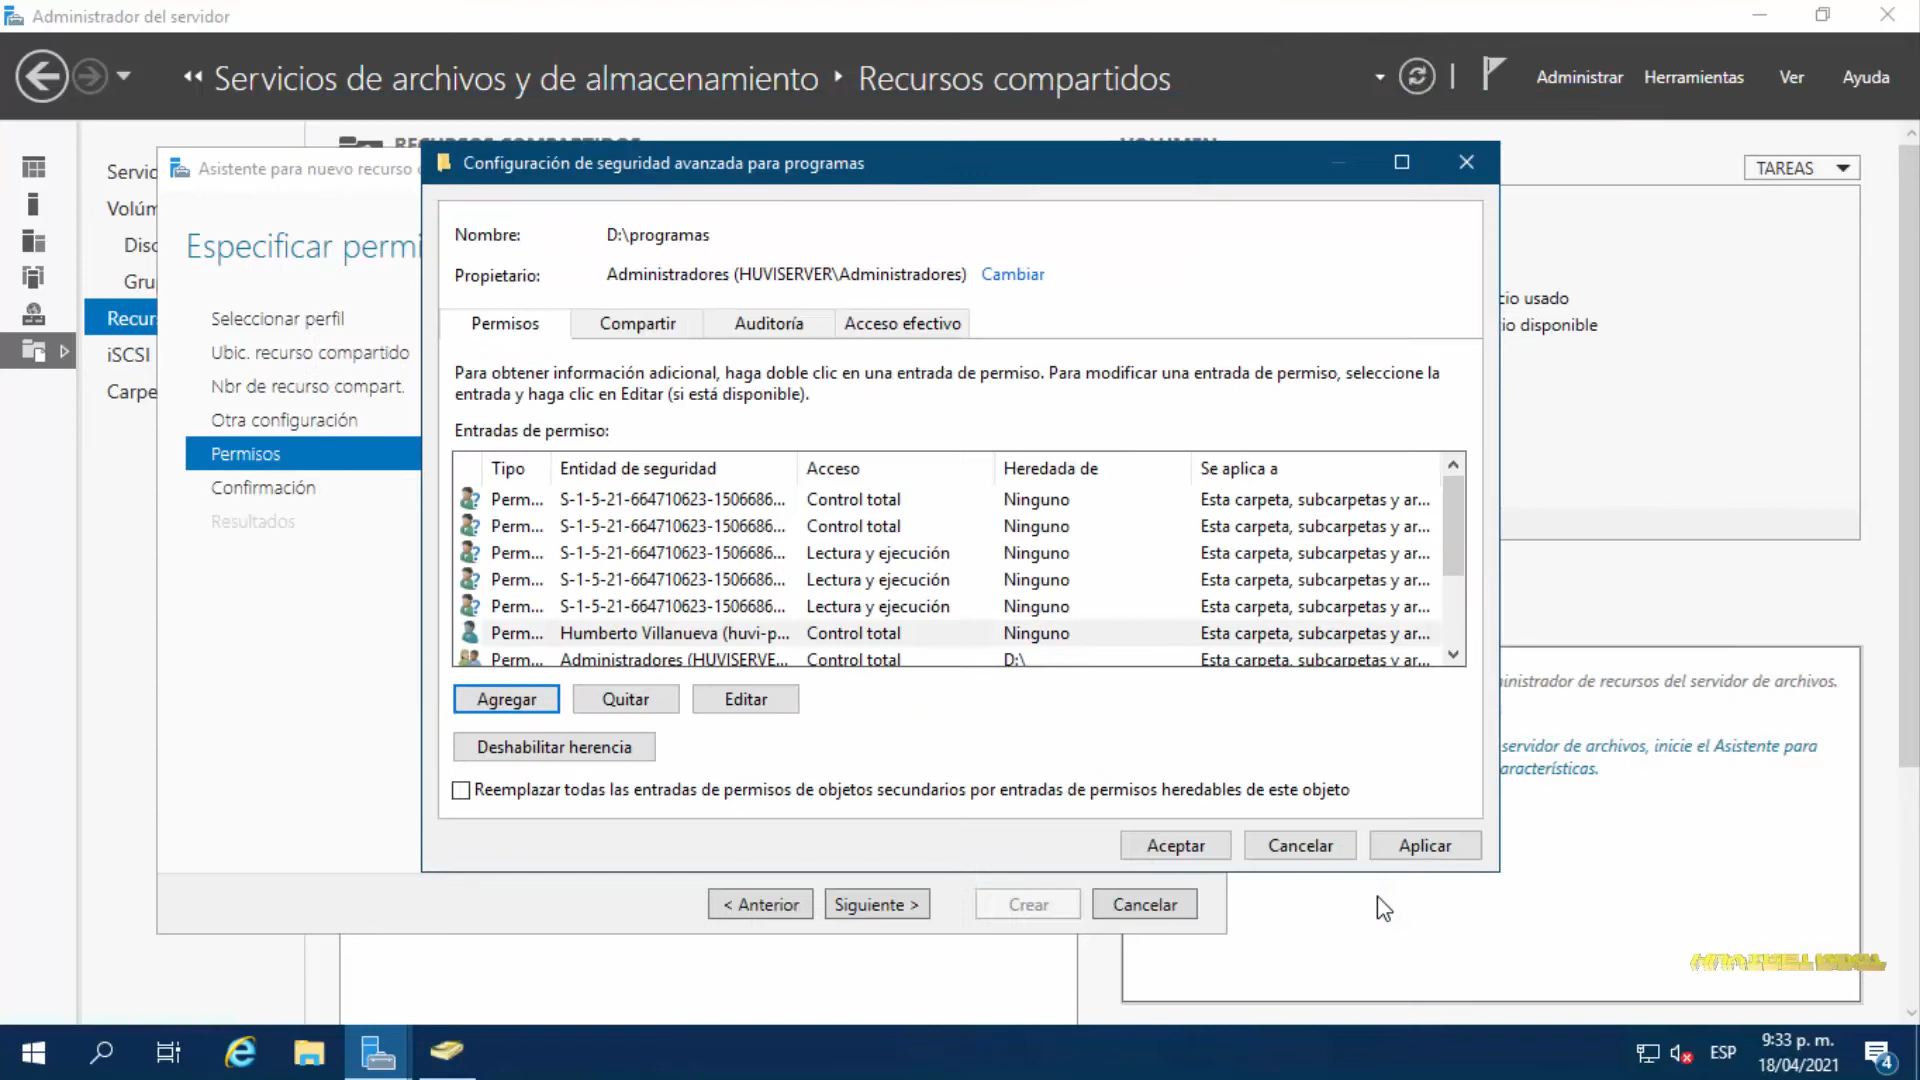 Administrador del servidor
Servicios de archivos y de almacenamiento
Recursos compartidos
Administrar
Herramientas
Ver
Ayuda
Servic
Volúm
Disc
Gru
Recur
iSCSI
Carpe
TAREAS
Asistente para nuevo recurso
Especificar permi
Seleccionar perfil
Ubic. recurso compartido
Nbr de recurso compart.
Otra configuración
Permisos
Confirmación
Resultados
Configuración de seguridad avanzada para programas
Nombre: D:\programas
Propietario: Administradores (HUVISERVER\Administradores) Cambiar
Permisos Compartir Auditoría Acceso efectivo
Para obtener información adicional, haga doble clic en una entrada de permiso. Para modificar una entrada de permiso, seleccione la
entrada y haga clic en Editar (si está disponible).
Entradas de permiso:
Tipo Entidad de seguridad Acceso Heredada de Se aplica a
Perm... S-1-5-21-664710623-1506686... Control total Ninguno Esta carpeta, subcarpetas y ar...
Perm... S-1-5-21-664710623-1506686... Control total Ninguno Esta carpeta, subcarpetas y ar...
Perm... S-1-5-21-664710623-1506686... Lectura y ejecución Ninguno Esta carpeta, subcarpetas y ar...
Perm... S-1-5-21-664710623-1506686... Lectura y ejecución Ninguno Esta carpeta, subcarpetas y ar...
Perm... S-1-5-21-664710623-1506686... Lectura y ejecución Ninguno Esta carpeta, subcarpetas y ar...
Perm... Humberto Villanueva (huvi-p... Control total Ninguno Esta carpeta, subcarpetas y ar...
Perm... Administradores (HUVISERVE... Control total D:\ Esta carpeta, subcarpetas y ar...
Agregar Quitar Editar
Deshabilitar herencia
Reemplazar todas las entradas de permisos de objetos secundarios por entradas de permisos heredables de este objeto
Aceptar Cancelar Aplicar
cio usado
io disponible
inistrador de recursos del servidor de archivos.
servidor de archivos, inicie el Asistente para
aracterísticas.
< Anterior Siguiente > Crear Cancelar
ESP
9:33 p. m.
18/04/2021
4